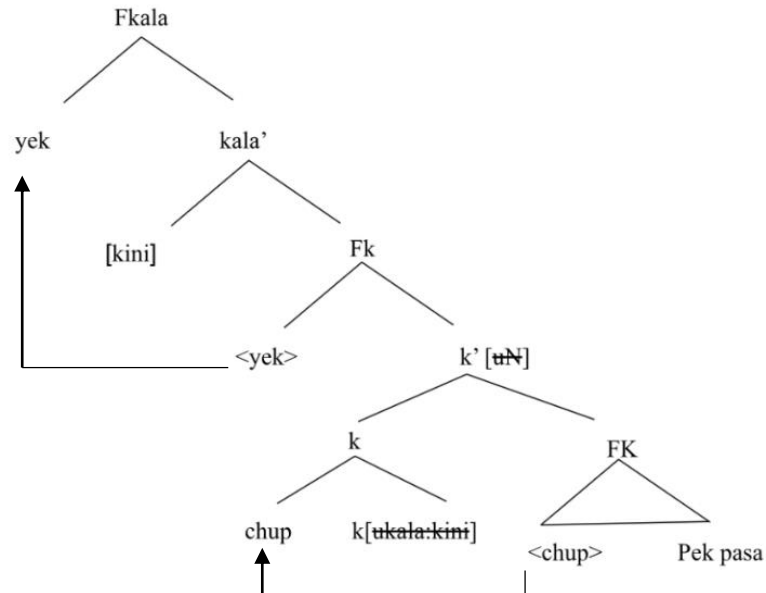 Fkala
yek kala’
[kini] Fk
<yek> k’ [uN]
k FK
chup k[ukala:kini] <chup> Pek pasa